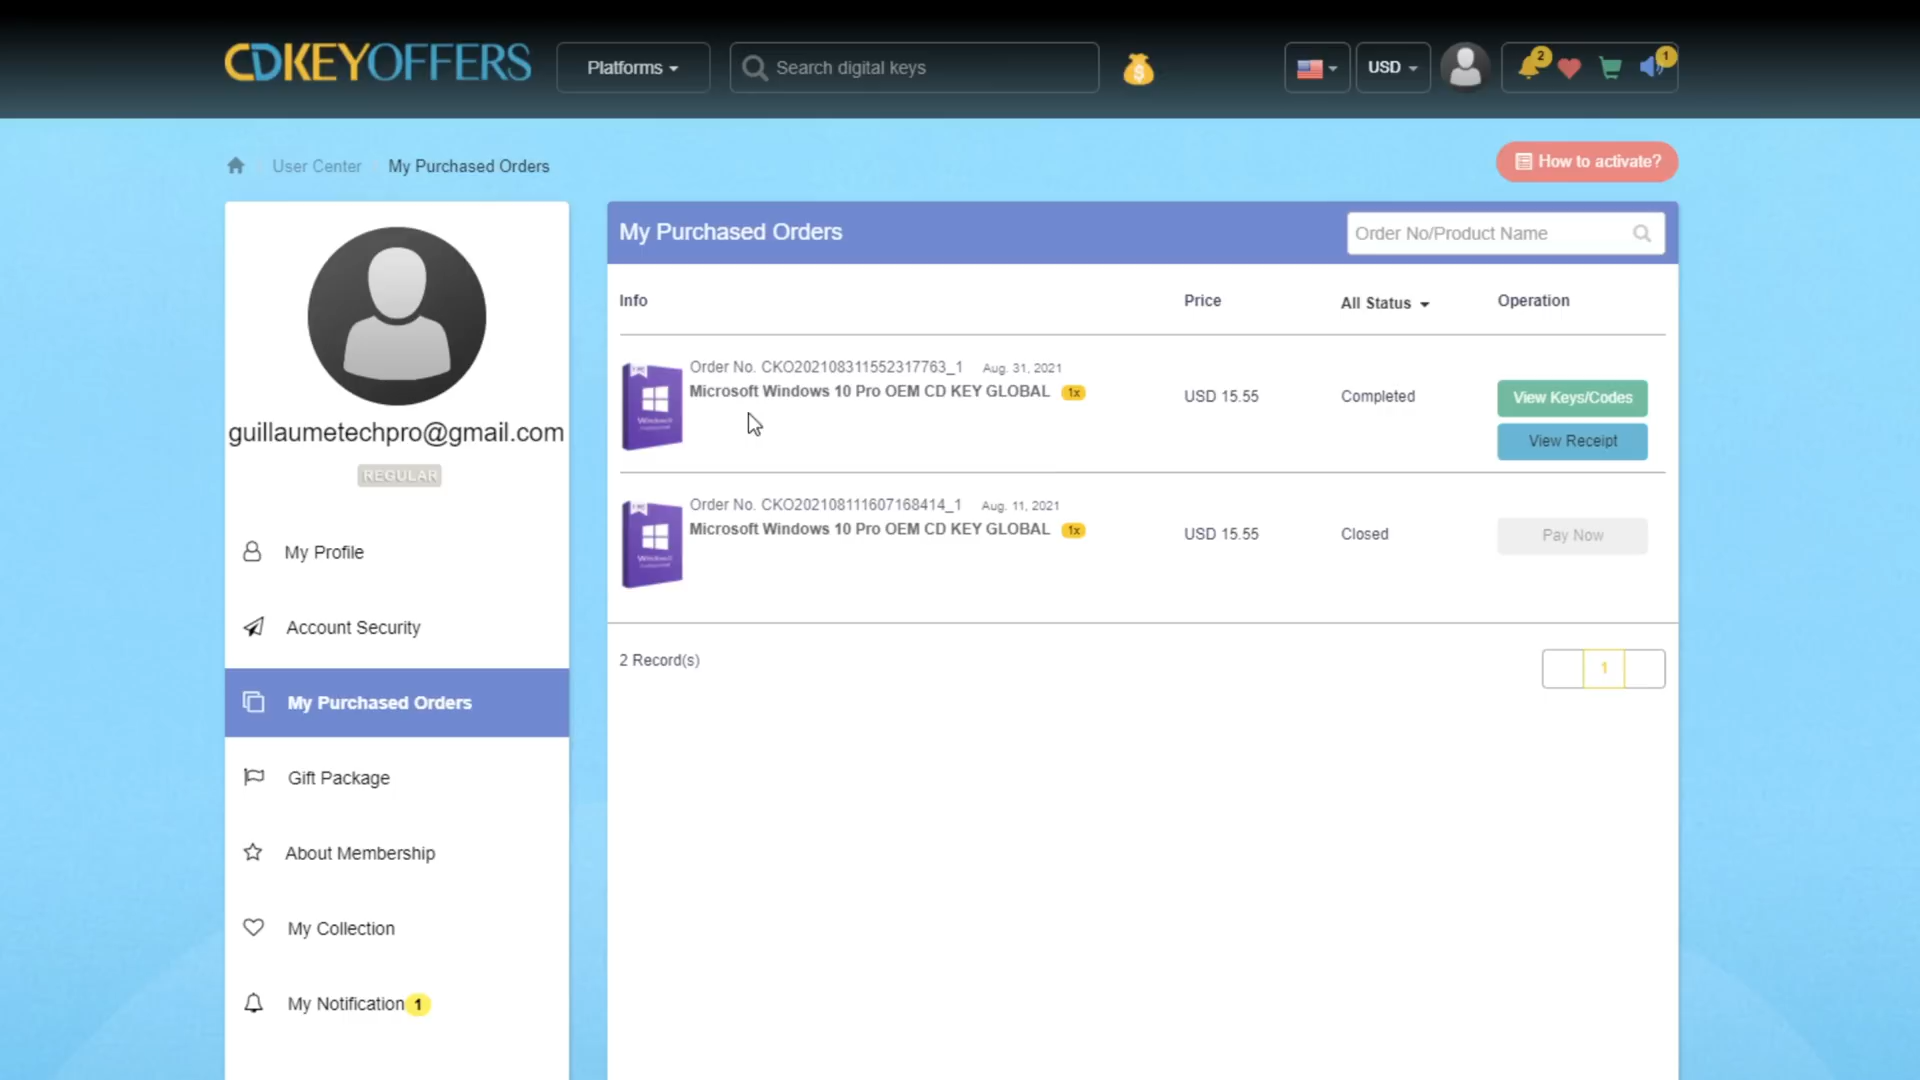 CDKEYOFFERS
Platforms
Search digital keys
USD
2
1
User Center
My Purchased Orders
How to activate?
guillaumetechpro@gmail.com
REGULAR
My Profile
Account Security
My Purchased Orders
Gift Package
About Membership
My Collection
My Notification 1
My Purchased Orders
Order No/Product Name
Info
Price
All Status
Operation
Order No. CKO202108311552317763_1 Aug. 31, 2021
Microsoft Windows 10 Pro OEM CD KEY GLOBAL 1x
USD 15.55
Completed
View Keys/Codes
View Receipt
Order No. CKO202108111607168414_1 Aug. 11, 2021
Microsoft Windows 10 Pro OEM CD KEY GLOBAL 1x
USD 15.55
Closed
Pay Now
2 Record(s)
1